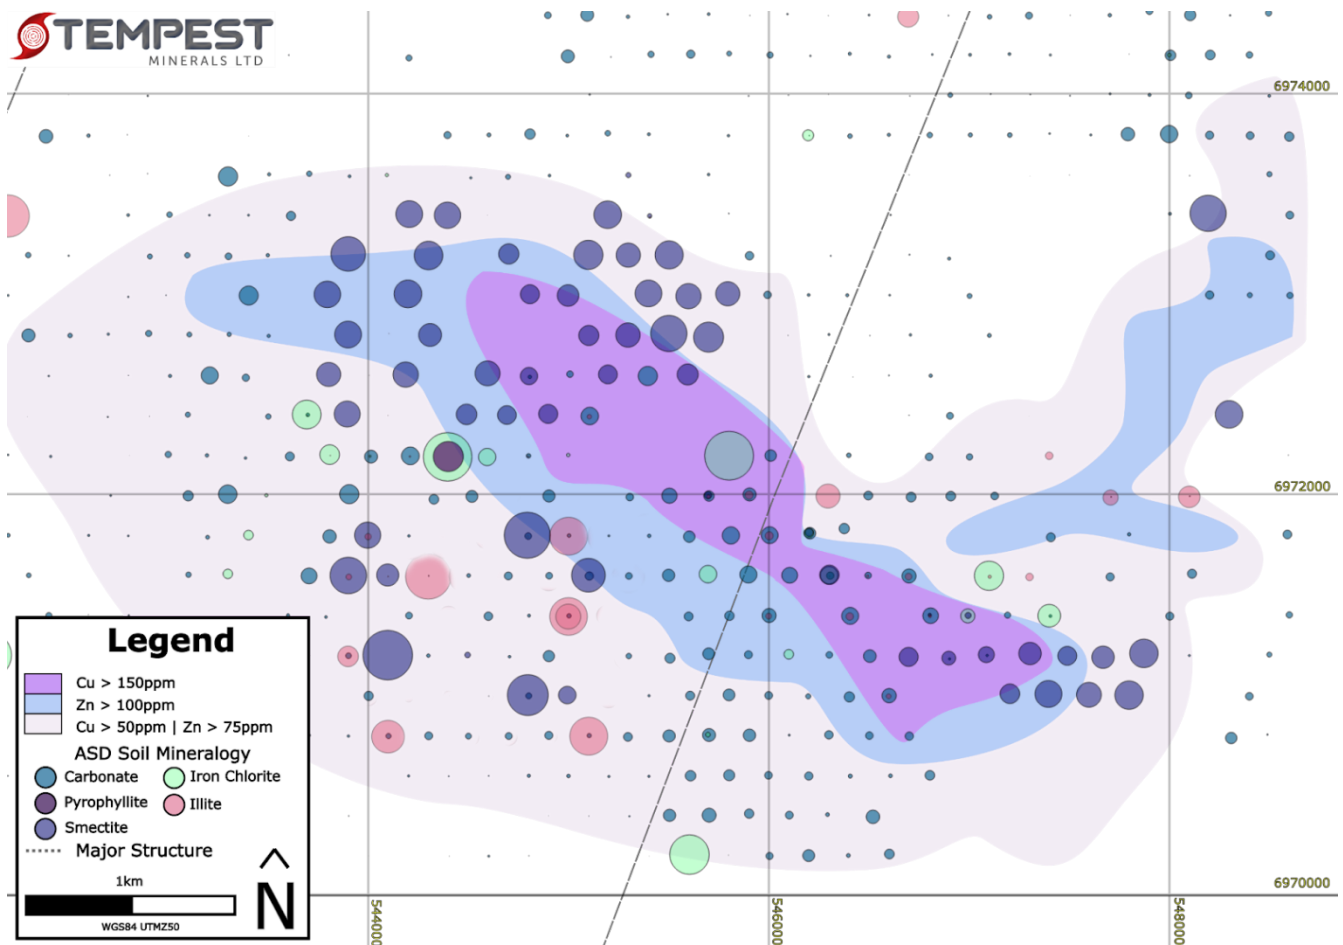 TEMPEST
MINERALS LTD
6974000
6972000
Legend
Cu > 150ppm
Zn > 100ppm
Cu > 50ppm | Zn > 75ppm
ASD Soil Mineralogy
Carbonate
Iron Chlorite
Pyrophyllite
Illite
Smectite
Major Structure
1km
N
WGS84 UTMZ50
6970000
544000
546000
548000